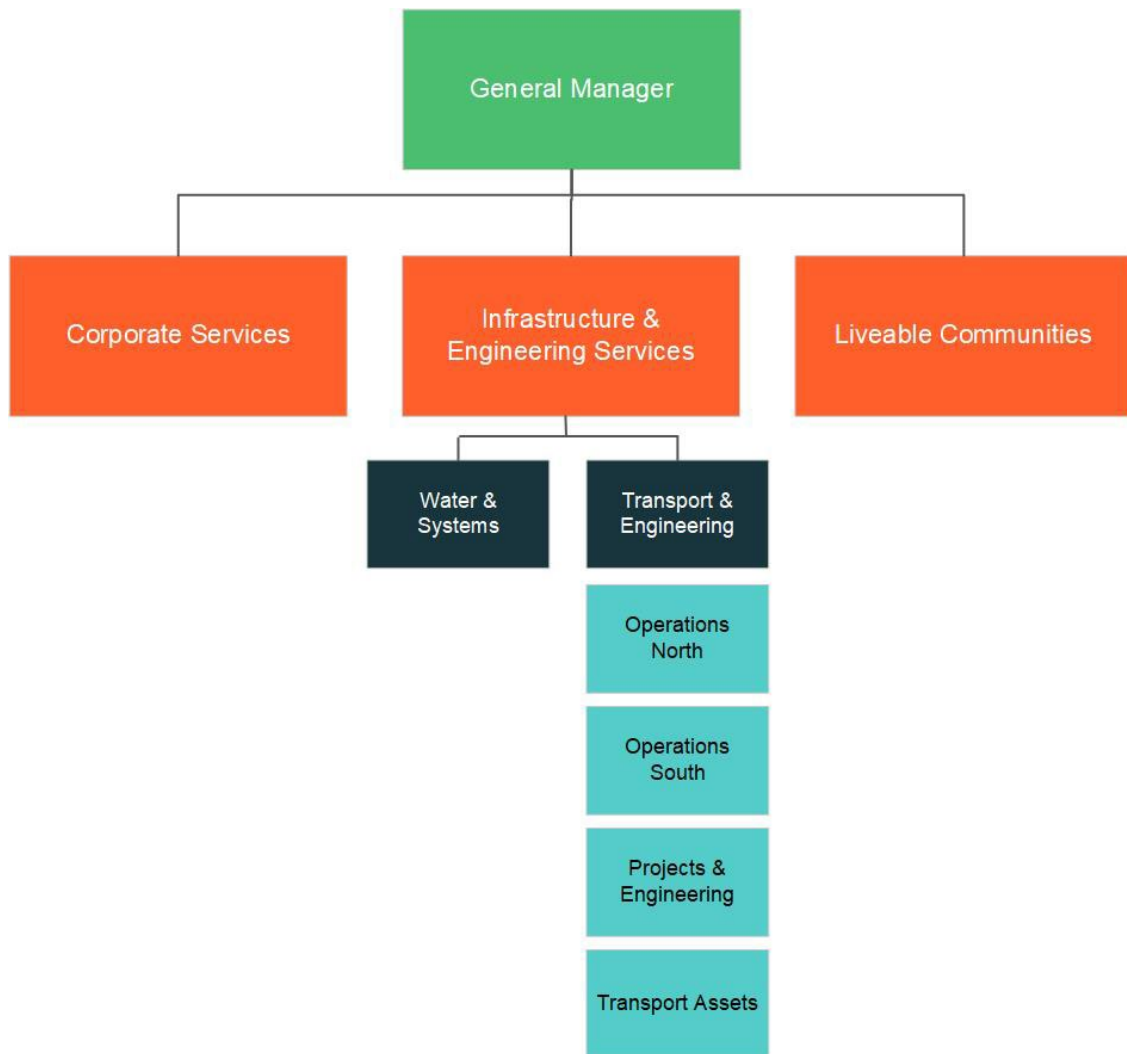 General Manager
Corporate Services
Infrastructure &
Engineering Services
Liveable Communities
Water &
Systems
Transport &
Engineering
Operations
North
Operations
South
Projects &
Engineering
Transport Assets